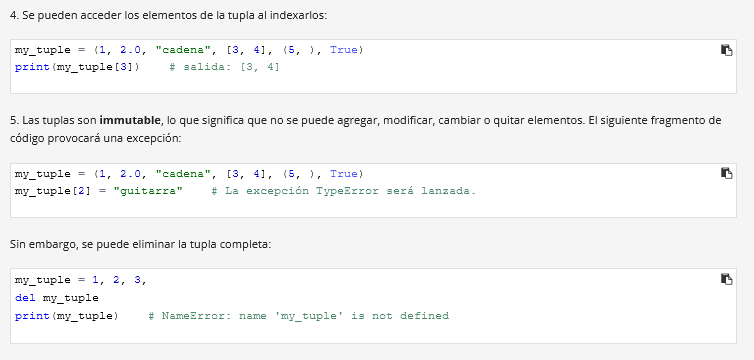 4. Se pueden acceder los elementos de la tupla al indexarlos:
my_tuple = (1, 2.0, "cadena", [3, 4], (5, ), True)
print(my_tuple[3])    # salida: [3, 4]
5. Las tuplas son immutable, lo que significa que no se puede agregar, modificar, cambiar o quitar elementos. El siguiente fragmento de
código provocará una excepción:
my_tuple = (1, 2.0, "cadena", [3, 4], (5, ), True)
my_tuple[2] = "guitarra"    # La excepción TypeError será lanzada.
Sin embargo, se puede eliminar la tupla completa:
my_tuple = 1, 2, 3,
del my_tuple
print(my_tuple)    # NameError: name 'my_tuple' is not defined